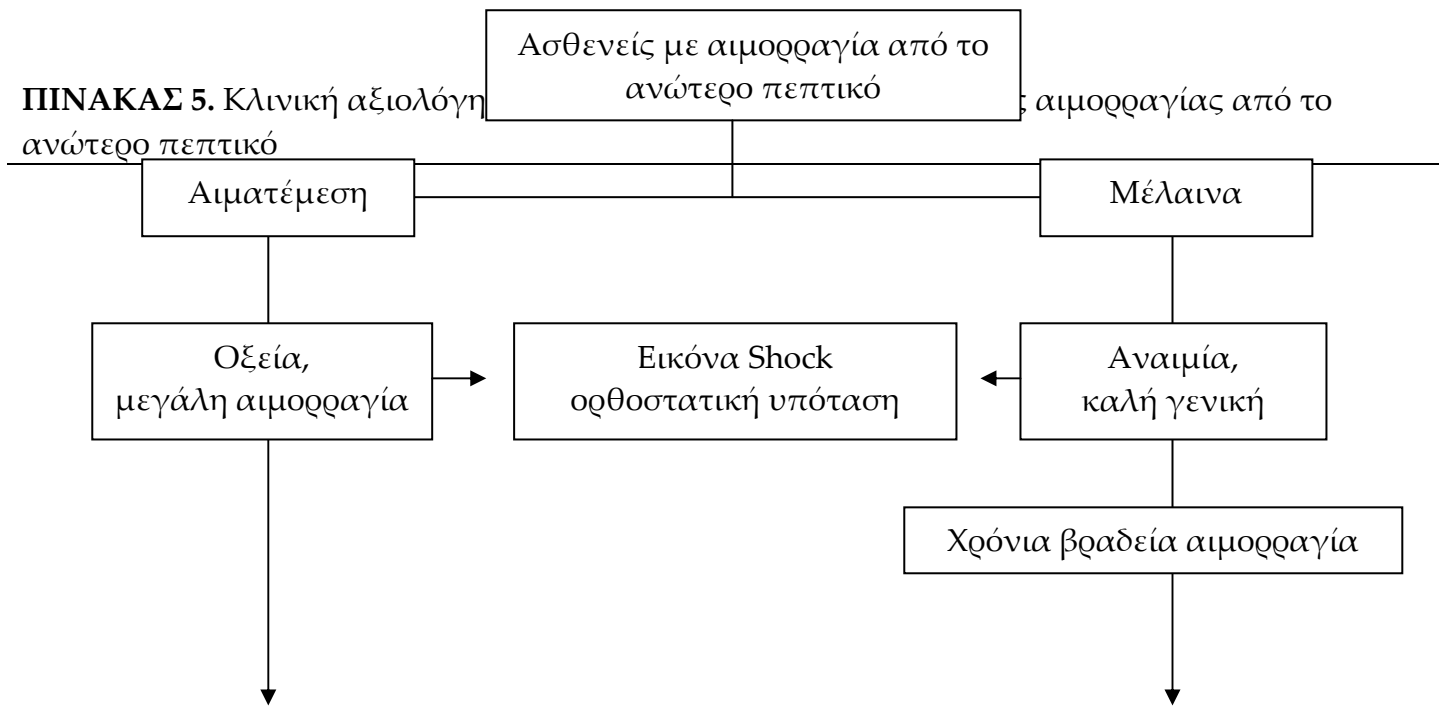 Ασθενείς με αιμορραγία από το
ανώτερο πεπτικό
ΠΙΝΑΚΑΣ 5. Κλινική αξιολόγη ς αιμορραγίας από το
ανώτερο πεπτικό
Αιματέμεση
Μέλαινα
Οξεία,
μεγάλη αιμορραγία
Εικόνα Shock
ορθοστατική υπόταση
Αναιμία,
καλή γενική
Χρόνια βραδεία αιμορραγία